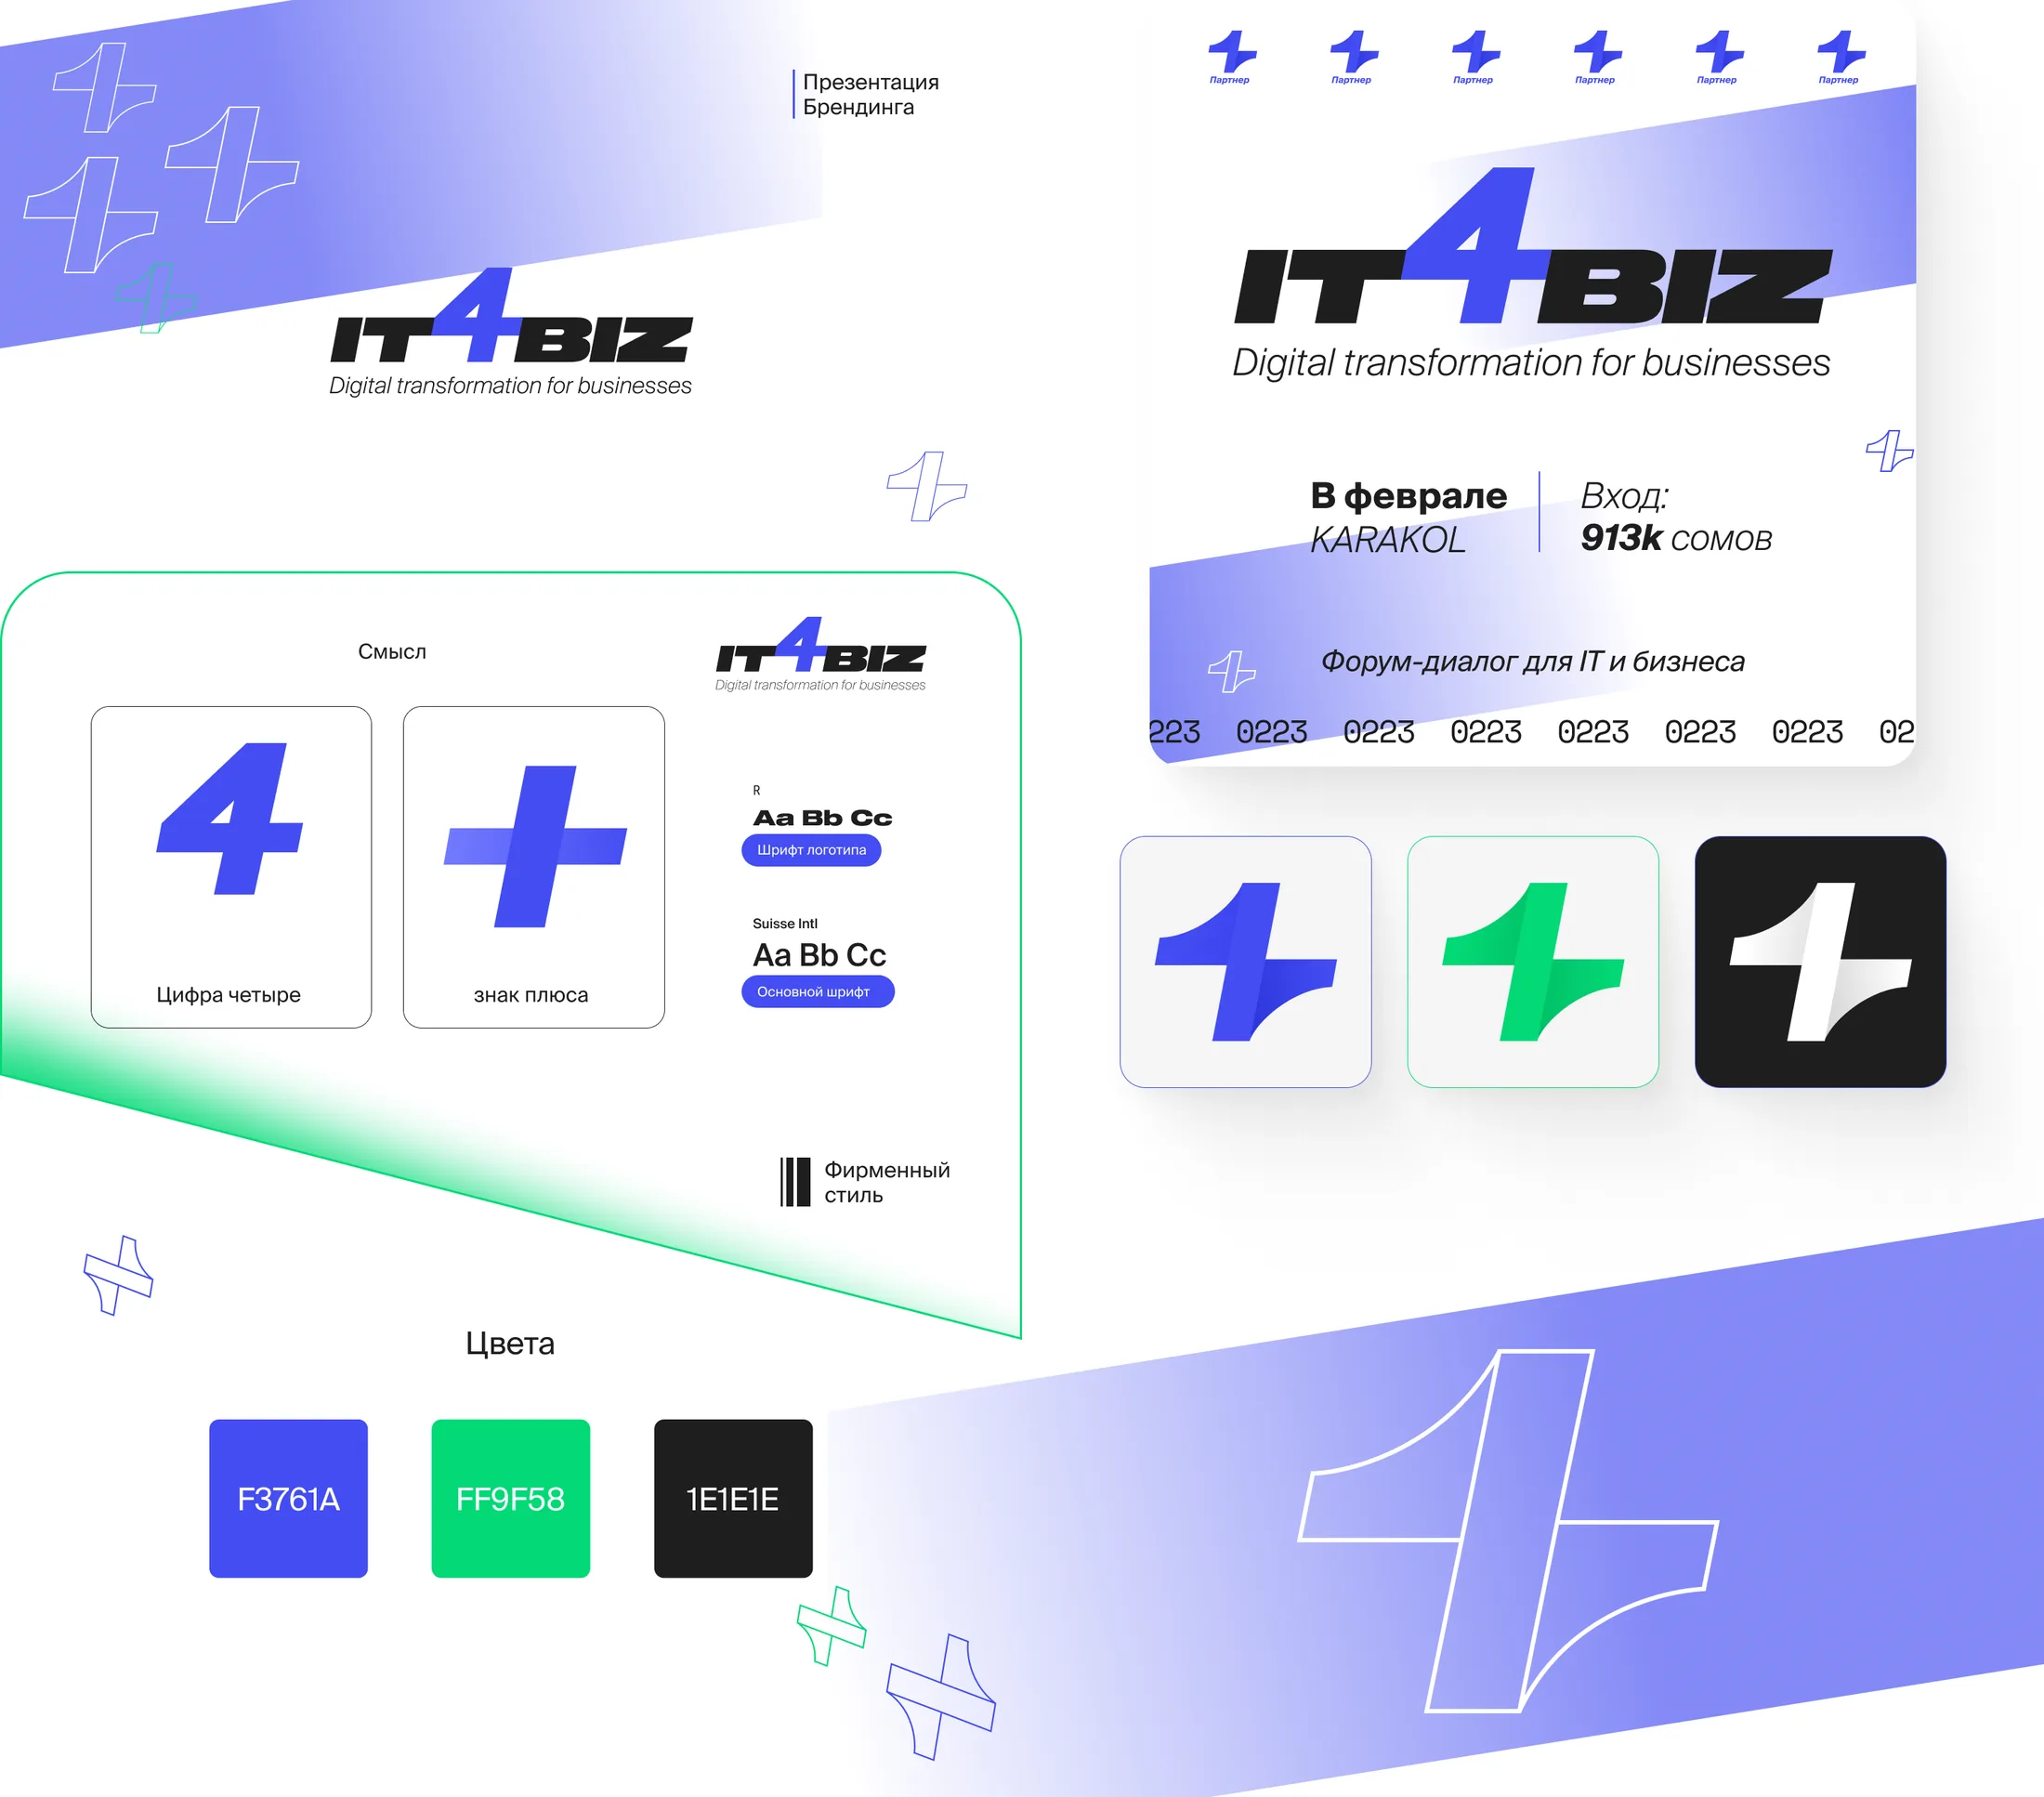 Презентация
Брендинга
IT4BIZ
Digital transformation for businesses
Смысл
IT4BIZ
Digital transformation for businesses
Цифра четыре
знак плюса
R
Aa Bb Cc
Шрифт логотипа
Suisse Intl
Aa Bb Cc
Основной шрифт
Фирменный
стиль
Цвета
F3761A
FF9F58
1E1E1E
Партнер Партнер Партнер Партнер Партнер Партнер
IT4BIZ
Digital transformation for businesses
В феврале
KARAKOL
Вход:
913k сомов
Форум-диалог для IT и бизнеса
223 0223 0223 0223 0223 0223 0223 02